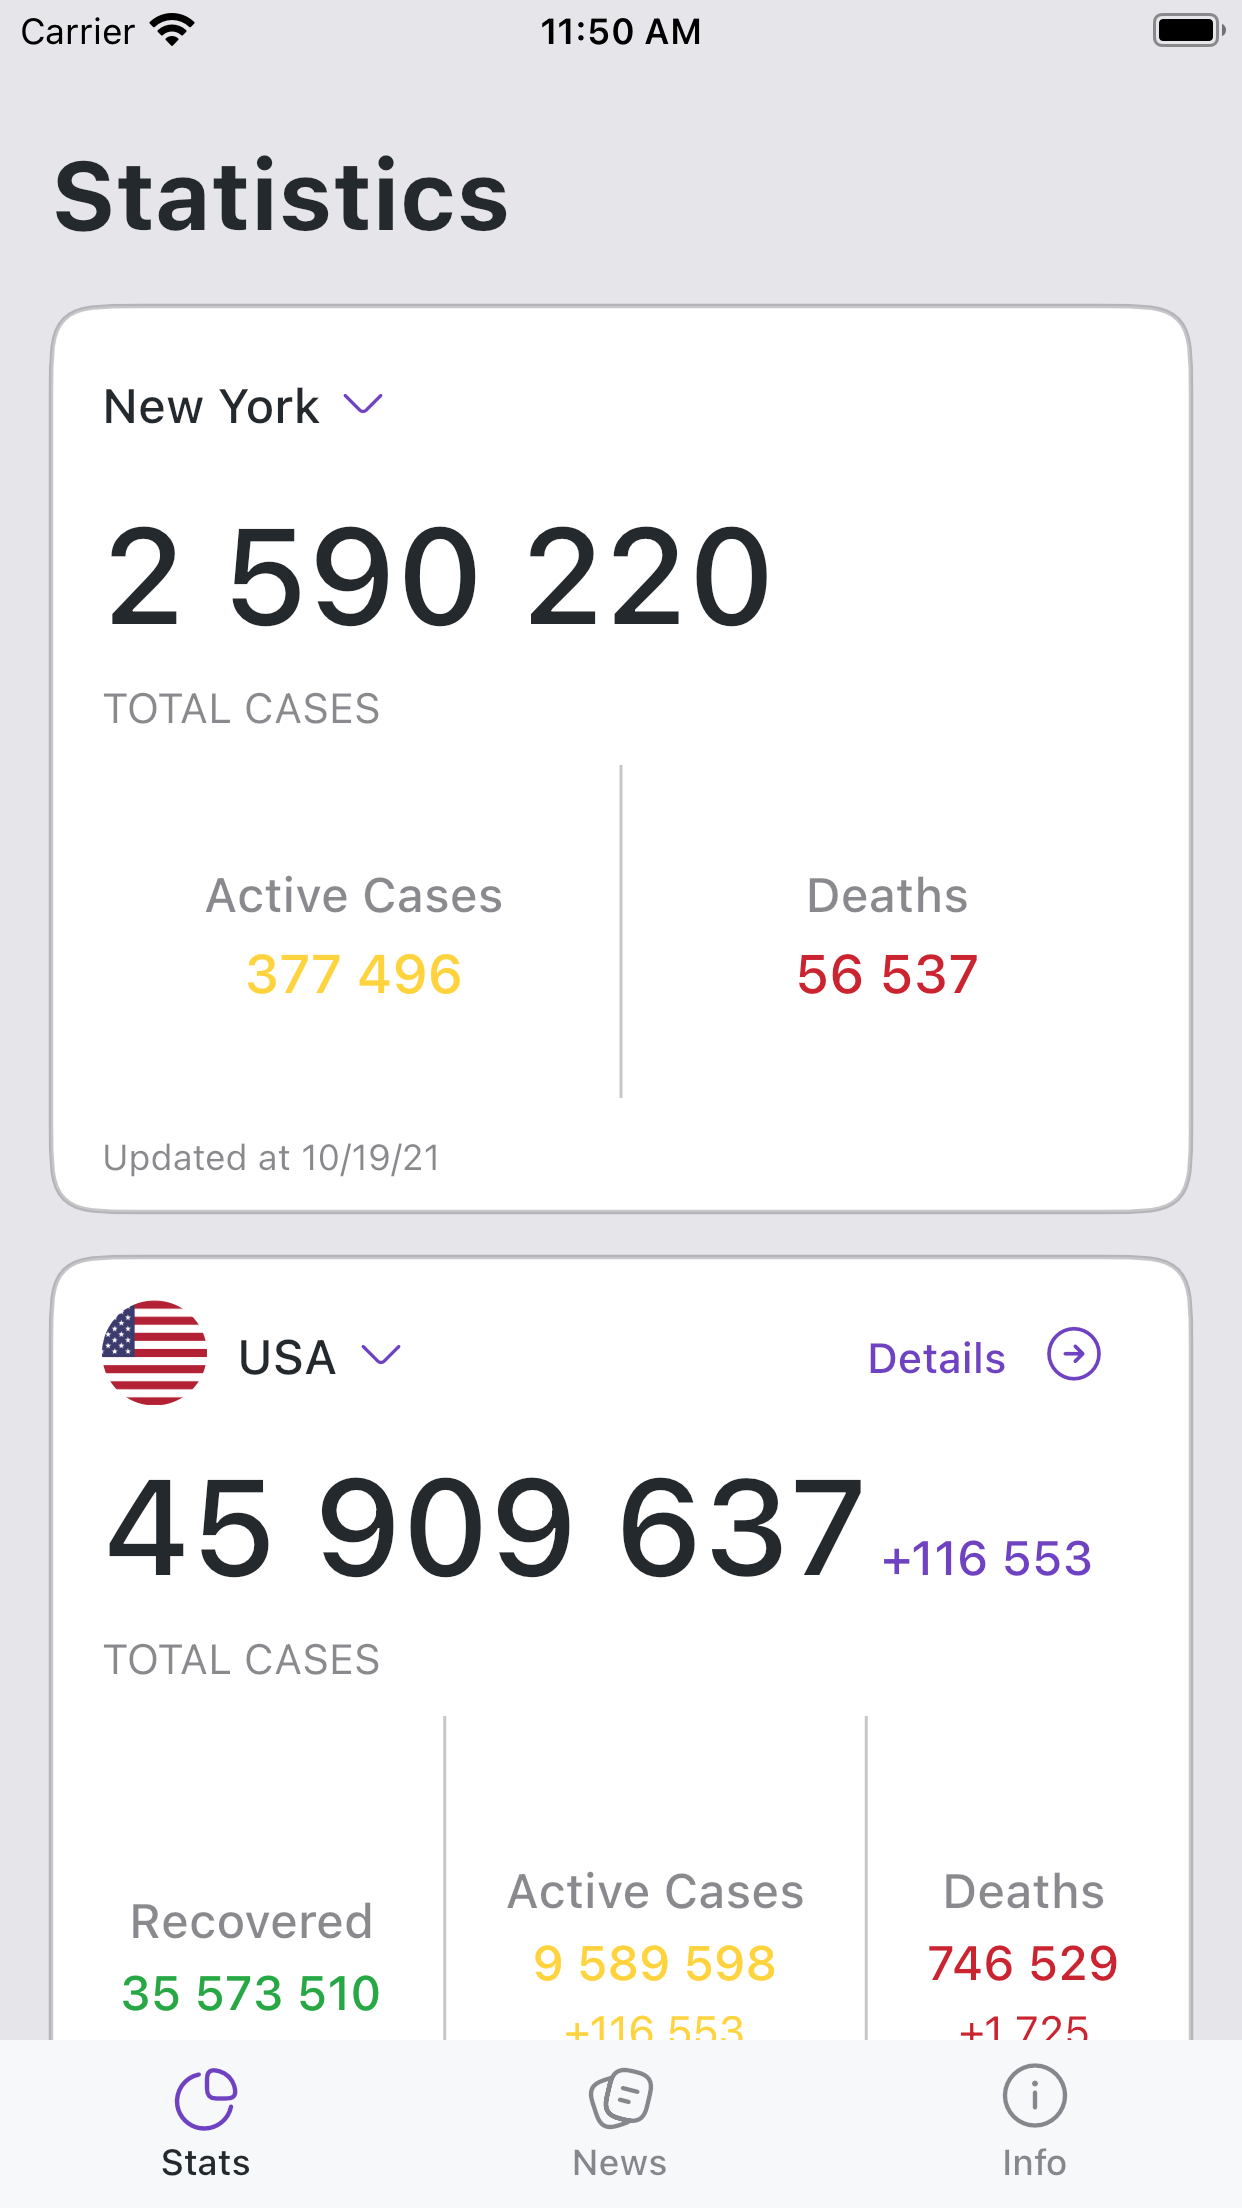 Carrier 11:50 AM
Statistics
New York
2 590 220
TOTAL CASES
Active Cases Deaths
377 496 56 537
Updated at 10/19/21
USA Details
45 909 637 +116 553
TOTAL CASES
Recovered Active Cases Deaths
35 573 510 9 589 598 746 529
+116 553 +1 725
Stats News Info